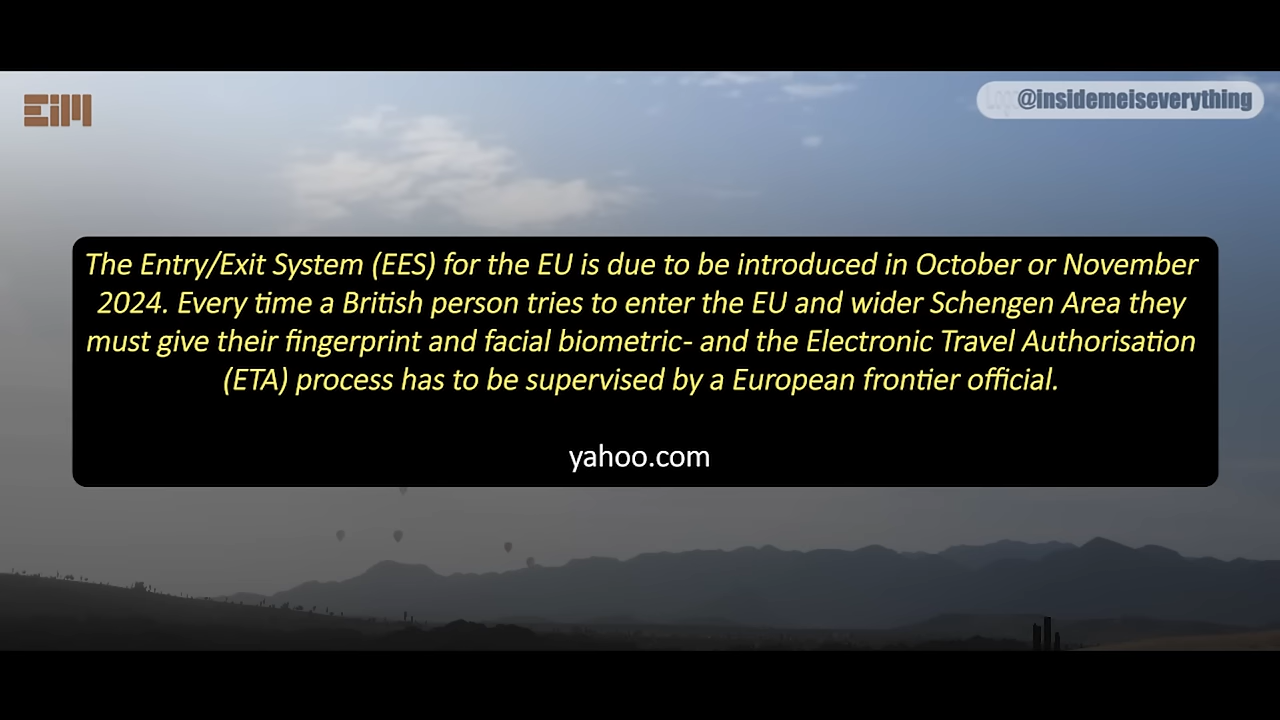 EiM
@insidemeiseverything
The Entry/Exit System (EES) for the EU is due to be introduced in October or November
2024. Every time a British person tries to enter the EU and wider Schengen Area they
must give their fingerprint and facial biometric- and the Electronic Travel Authorisation
(ETA) process has to be supervised by a European frontier official.
yahoo.com